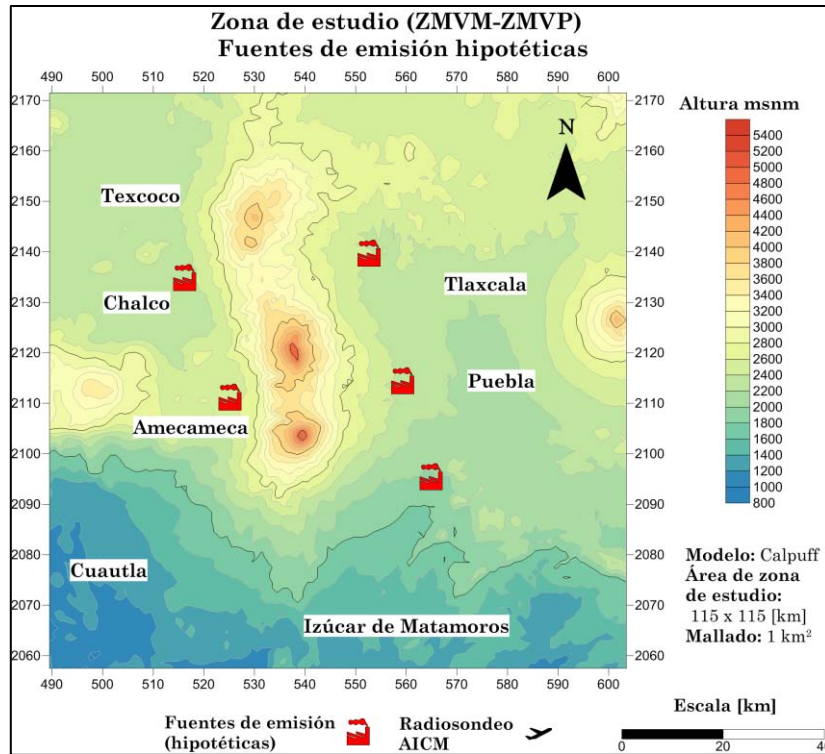 Zona de estudio (ZMVM-ZMVP)
Fuentes de emisión hipotéticas
490 500 510 520 530 540 550 560 570 580 590 600
2170
2160
2150
2140
2130
2120
2110
2100
2090
2080
2070
2060
N
Texcoco
Chalco
Tlaxcala
Puebla
Amecameca
Cuautla
Izúcar de Matamoros
2170
2160
2150
2140
2130
2120
2110
2100
2090
2080
2070
2060
490 500 510 520 530 540 550 560 570 580 590 600
Altura msnm
5400
5200
4800
4400
4200
4000
3800
3600
3400
3200
3000
2800
2600
2400
2200
2000
1800
1600
1400
1200
1000
800
Modelo: Calpuff
Área de zona
de estudio:
115 x 115 [km]
Mallado: 1 km²
Fuentes de emisión
(hipotéticas)
Radiosondeo
AICM
Escala [km]
0 20 40